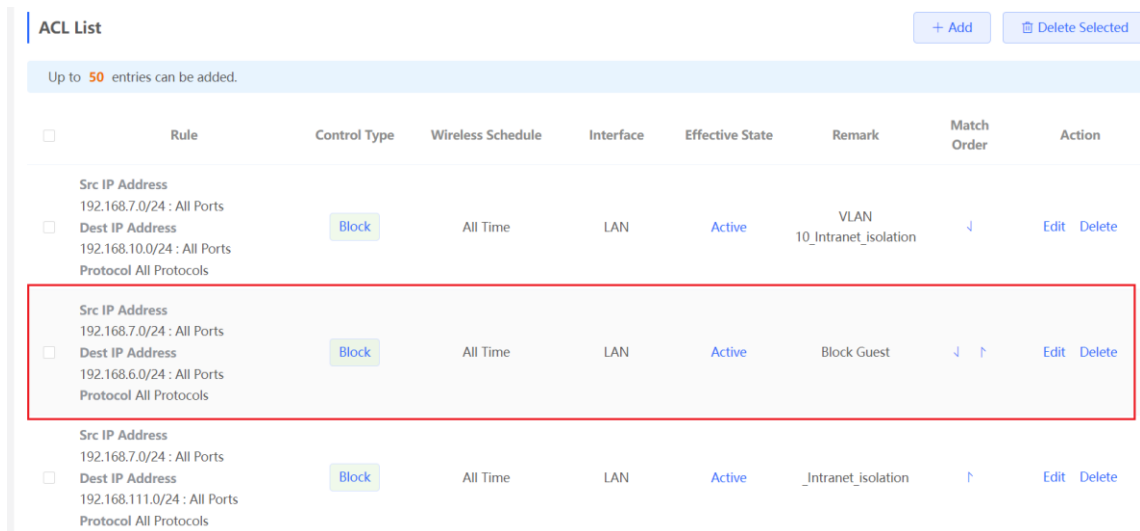 ACL List
+ Add
Delete Selected
Up to 50 entries can be added.
Rule Control Type Wireless Schedule Interface Effective State Remark Match Order Action
Src IP Address
192.168.7.0/24 : All Ports
Dest IP Address
192.168.10.0/24 : All Ports
Protocol All Protocols
Block
All Time
LAN
Active
VLAN
10_Intranet_isolation
Edit Delete
Src IP Address
192.168.7.0/24 : All Ports
Dest IP Address
192.168.6.0/24 : All Ports
Protocol All Protocols
Block
All Time
LAN
Active
Block Guest
Edit Delete
Src IP Address
192.168.7.0/24 : All Ports
Dest IP Address
192.168.111.0/24 : All Ports
Protocol All Protocols
Block
All Time
LAN
Active
_Intranet_isolation
Edit Delete